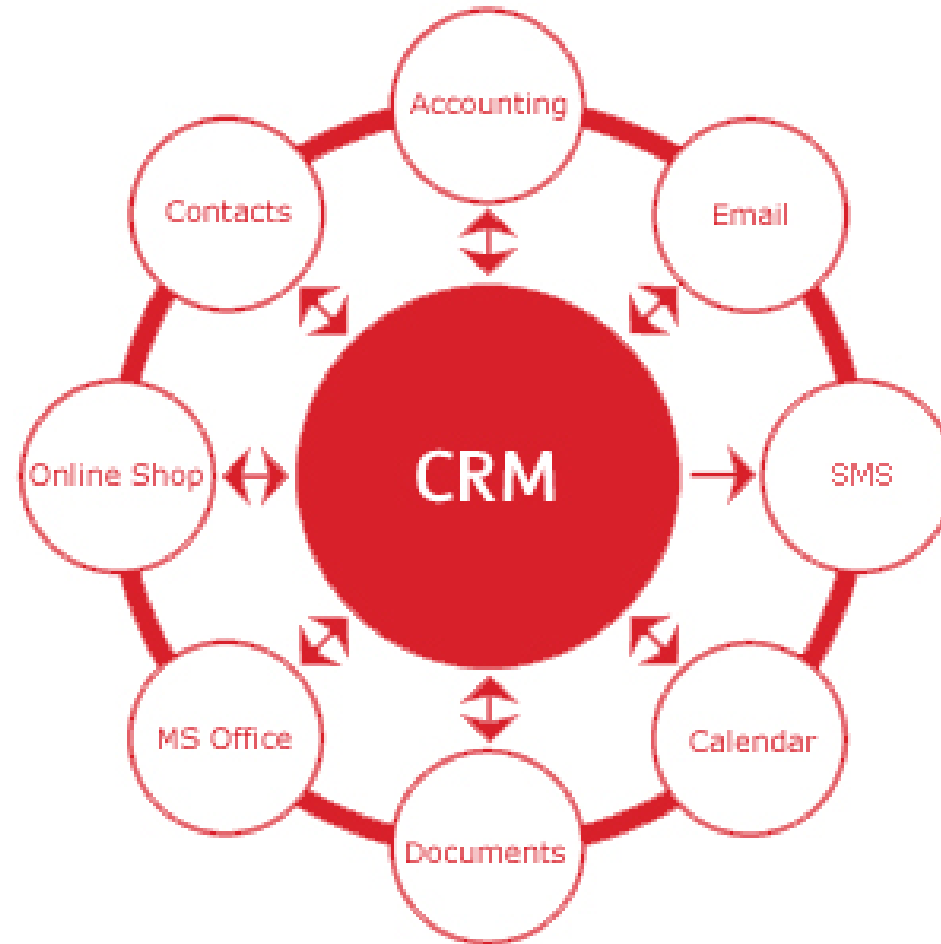 Accounting
Contacts
Email
Online Shop
CRM
SMS
MS Office
Calendar
Documents